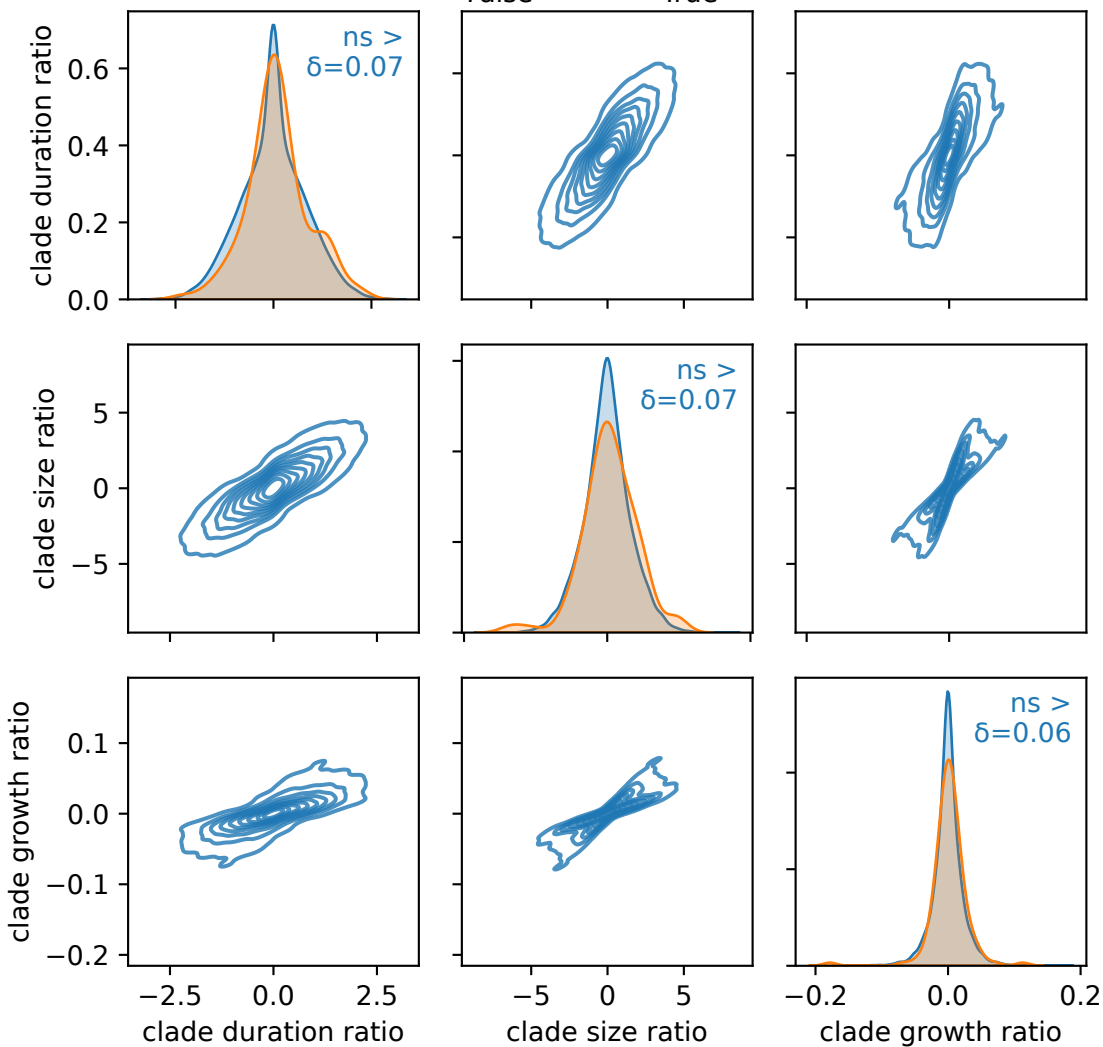 False True
clade duration ratio
0.6
0.4
0.2
0.0
ns >
δ=0.07
clade size ratio
5
0
−5
ns >
δ=0.07
clade growth ratio
0.1
0.0
−0.1
−0.2
ns >
δ=0.06
−2.5 0.0 2.5
−5 0 5
−0.2 0.0 0.2
clade duration ratio clade size ratio clade growth ratio